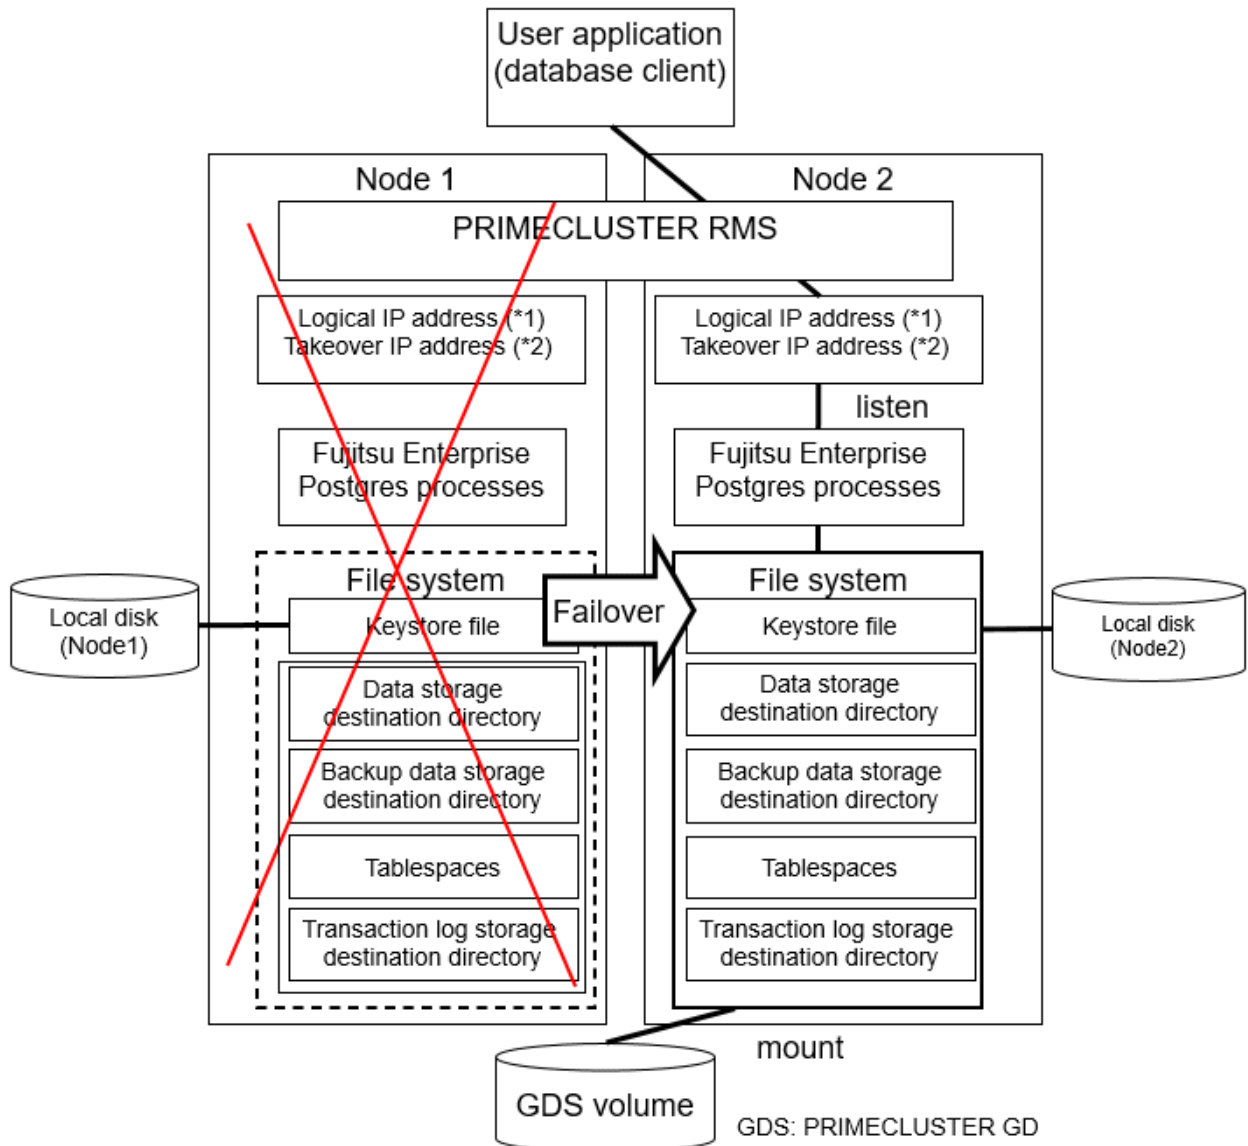 User application
(database client)
Node 1
Node 2
PRIMECLUSTER RMS
Logical IP address (*1)
Takeover IP address (*2)
Logical IP address (*1)
Takeover IP address (*2)
listen
Fujitsu Enterprise
Postgres processes
Fujitsu Enterprise
Postgres processes
File system
File system
Local disk
(Node1)
Keystore file
Failover
Keystore file
Local disk
(Node2)
Data storage
destination directory
Data storage
destination directory
Backup data storage
destination directory
Backup data storage
destination directory
Tablespaces
Tablespaces
Transaction log storage
destination directory
Transaction log storage
destination directory
mount
GDS volume
GDS: PRIMECLUSTER GD